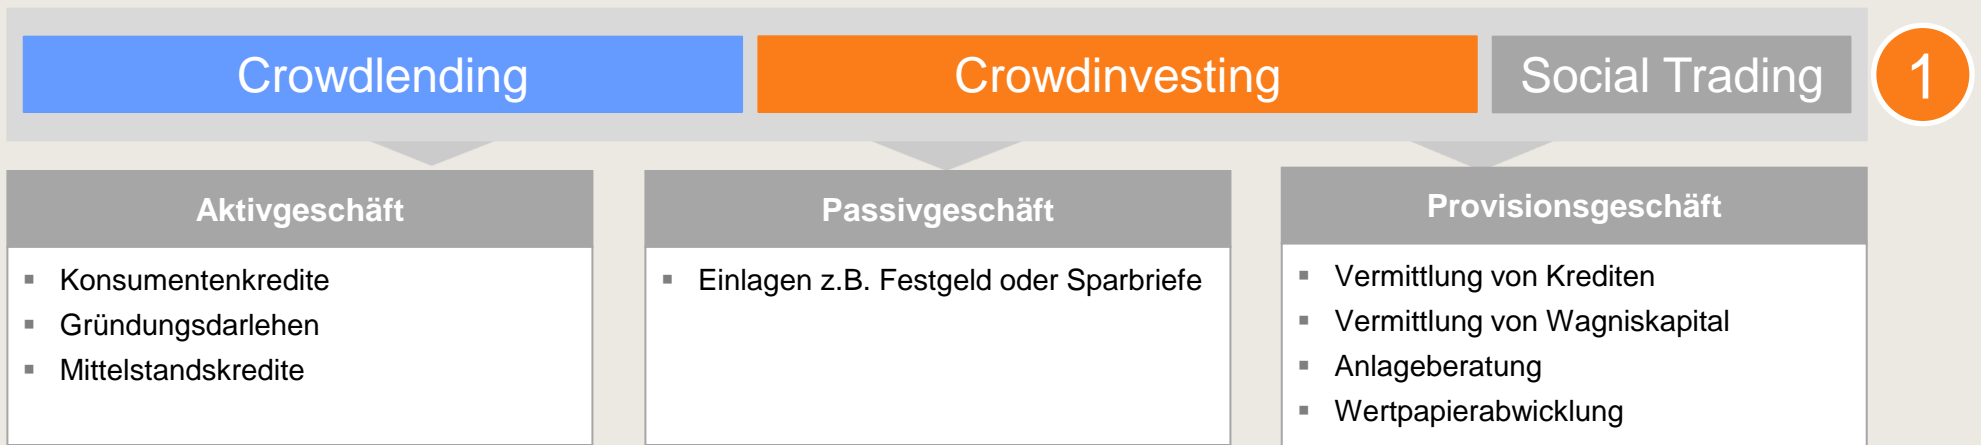 Crowdlending
Crowdinvesting
Social Trading
1
Aktivgeschäft
▪ Konsumentenkredite
▪ Gründungsdarlehen
▪ Mittelstandskredite
Passivgeschäft
▪ Einlagen z.B. Festgeld oder Sparbriefe
Provisionsgeschäft
▪ Vermittlung von Krediten
▪ Vermittlung von Wagniskapital
▪ Anlageberatung
▪ Wertpapierabwicklung